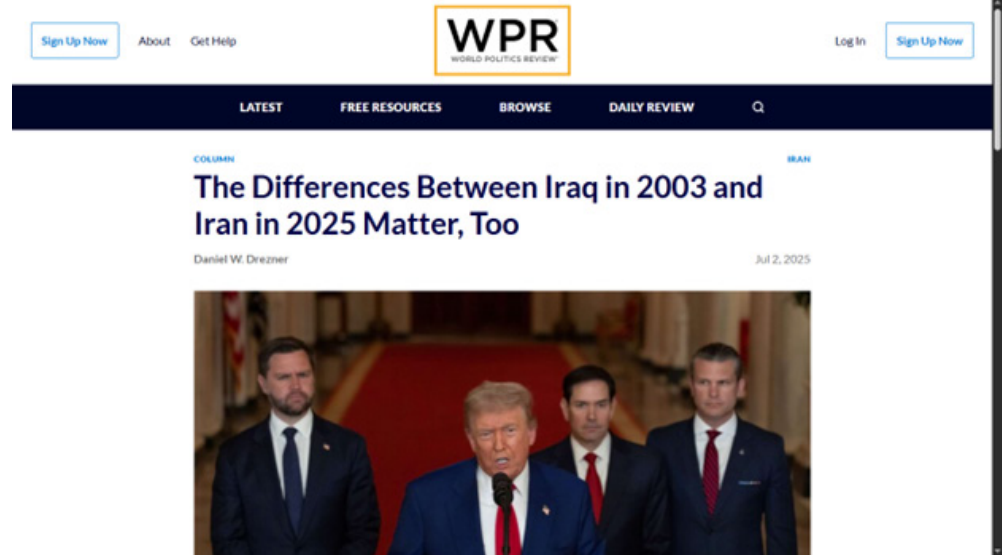 Sign Up Now About Get Help WPR Log In Sign Up Now
WORLD POLITICS REVIEW
LATEST FREE RESOURCES BROWSE DAILY REVIEW
COLUMN IRAN
The Differences Between Iraq in 2003 and
Iran in 2025 Matter, Too
Daniel W. Drezner Jul 2, 2025